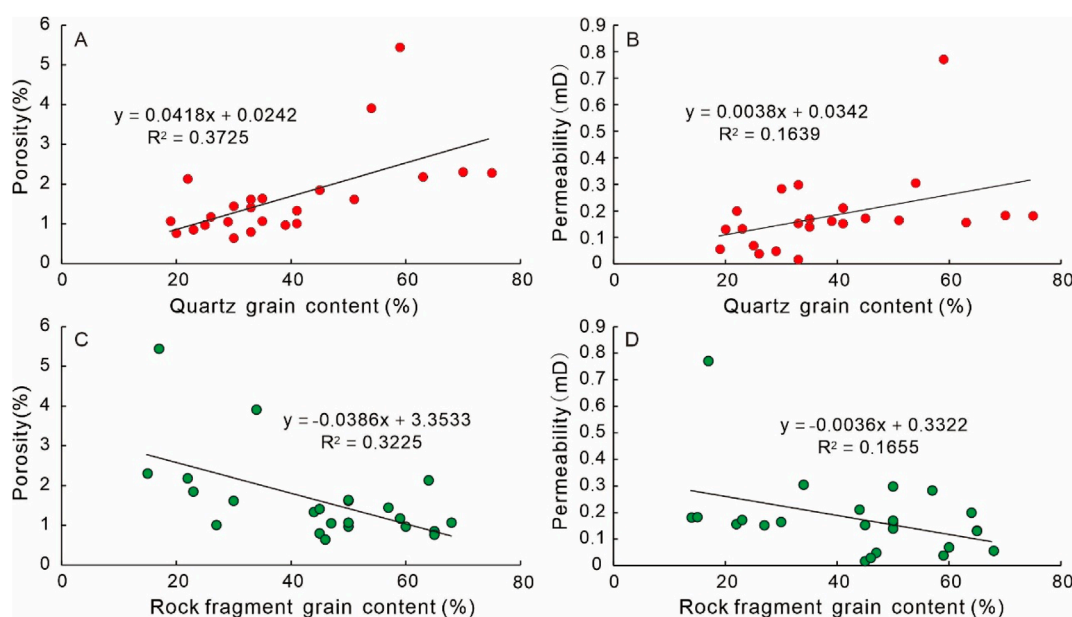 A
6
5
4
3
2
1
0
Porosity(%)
y = 0.0418x + 0.0242
R² = 0.3725
0 20 40 60 80
Quartz grain content (%)
B
0.9
0.8
0.7
0.6
0.5
0.4
0.3
0.2
0.1
0
Permeability (mD)
y = 0.0038x + 0.0342
R² = 0.1639
0 20 40 60 80
Quartz grain content (%)
C
6
5
4
3
2
1
0
Porosity(%)
y = -0.0386x + 3.3533
R² = 0.3225
0 20 40 60 80
Rock fragment grain content (%)
D
0.9
0.8
0.7
0.6
0.5
0.4
0.3
0.2
0.1
0
Permeability (mD)
y = -0.0036x + 0.3322
R² = 0.1655
0 20 40 60 80
Rock fragment grain content (%)